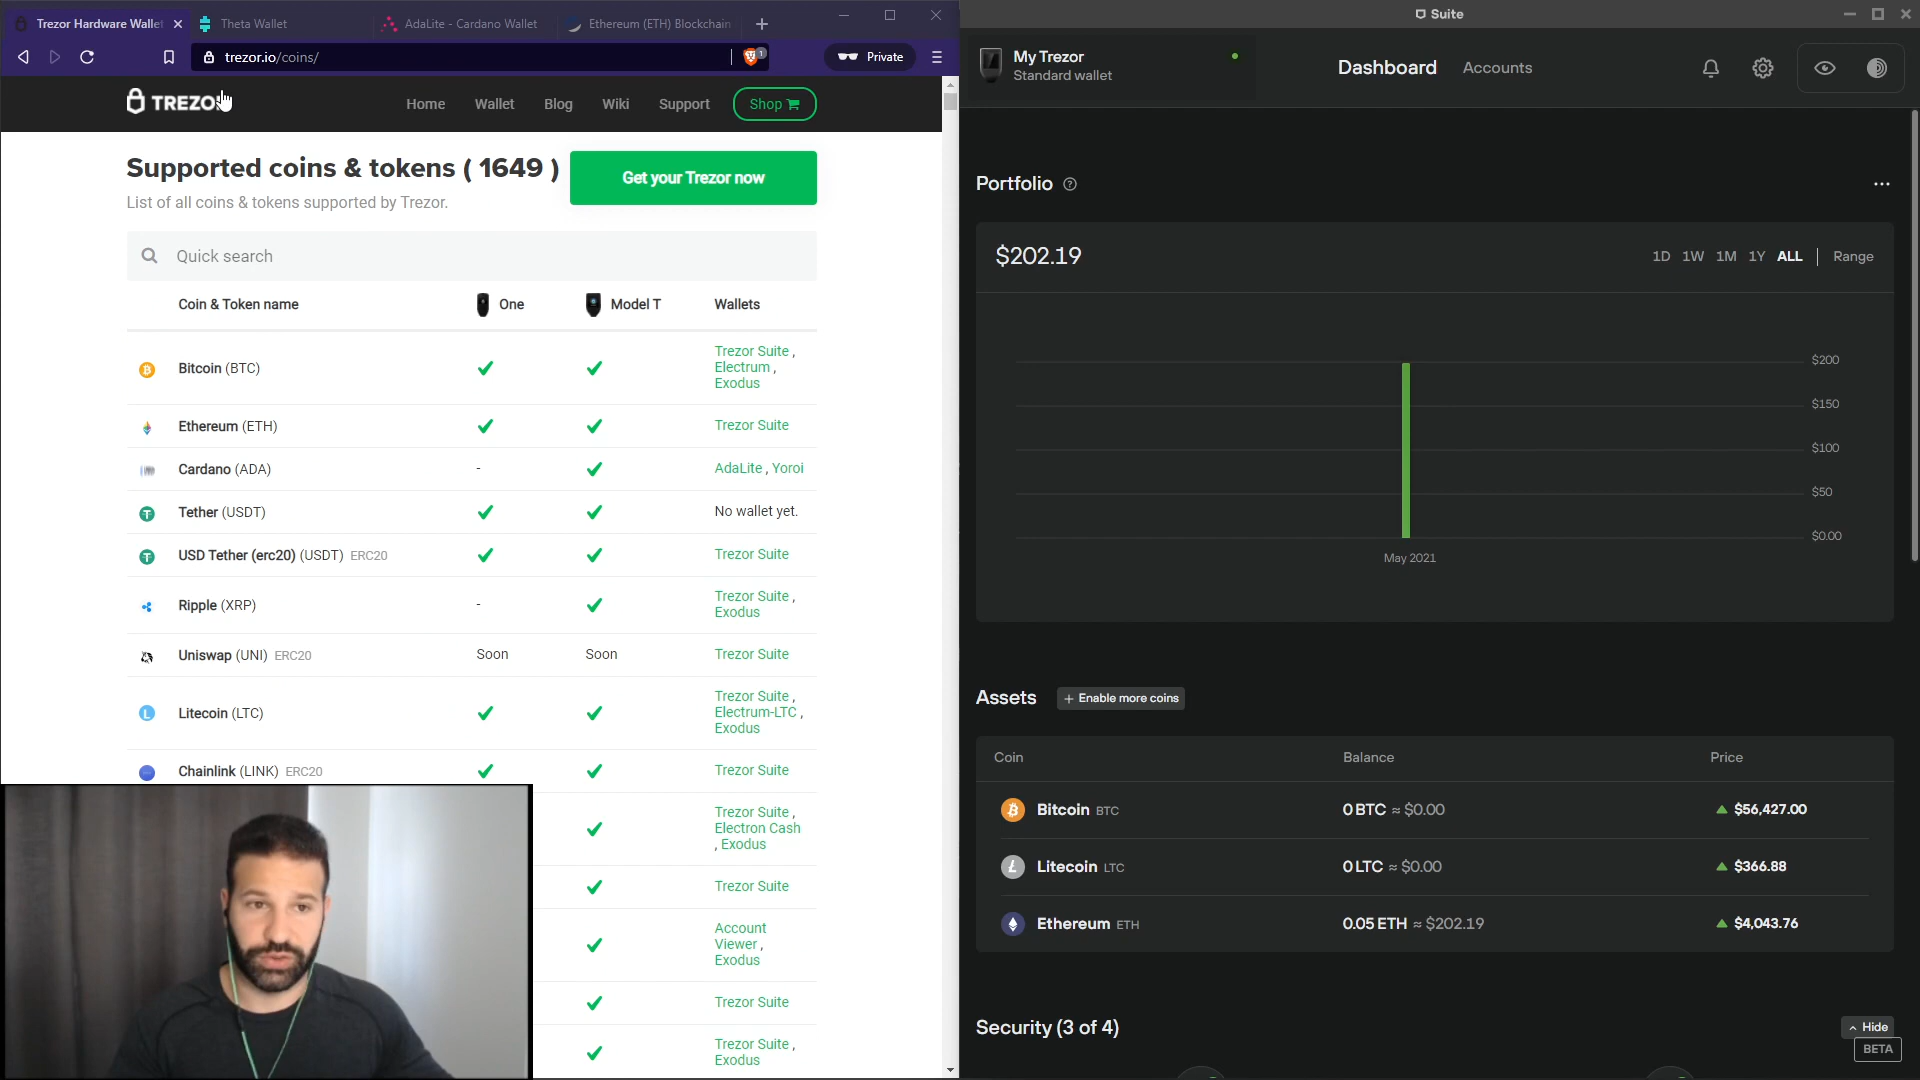 Trezor Hardware Wallet
Theta Wallet
AdaLite - Cardano Wallet
Ethereum (ETH) Blockchain
trezor.io/coins/
1
Private
TREZOR
Home
Wallet
Blog
Wiki
Support
Shop
Supported coins & tokens ( 1649 )
List of all coins & tokens supported by Trezor.
Get your Trezor now
Quick search
Coin & Token name
One
Model T
Wallets
Bitcoin (BTC)
Trezor Suite ,
Electrum ,
Exodus
Ethereum (ETH)
Trezor Suite
Cardano (ADA)
-
AdaLite , Yoroi
Tether (USDT)
No wallet yet.
USD Tether (erc20) (USDT) ERC20
Trezor Suite
Ripple (XRP)
-
Trezor Suite ,
Exodus
Uniswap (UNI) ERC20
Soon
Soon
Trezor Suite
Litecoin (LTC)
Trezor Suite ,
Electrum-LTC ,
Exodus
Chainlink (LINK) ERC20
Trezor Suite
Trezor Suite ,
Electron Cash
, Exodus
Trezor Suite
Account
Viewer ,
Exodus
Trezor Suite
Trezor Suite ,
Exodus
Suite
My Trezor
Standard wallet
Dashboard
Accounts
Portfolio
$202.19
1D
1W
1M
1Y
ALL
Range
$200
$150
$100
$50
$0.00
May 2021
Assets
+ Enable more coins
Coin
Balance
Price
Bitcoin BTC
0 BTC ≈ $0.00
$56,427.00
Litecoin LTC
0 LTC ≈ $0.00
$366.88
Ethereum ETH
0.05 ETH ≈ $202.19
$4,043.76
Security (3 of 4)
Hide
BETA